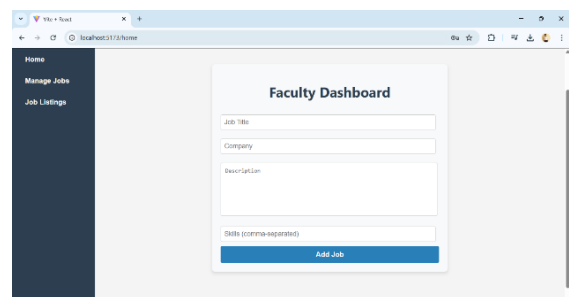 Vite + React
localhost:5173/home
Home
Manage Jobs
Job Listings
Faculty Dashboard
Job Title
Company
Description
Skills (comma-separated)
Add Job